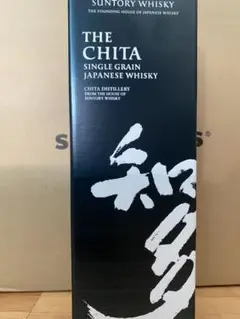 SUNTORY WHISKY
THE FOUNDING HOUSE OF JAPANESE WHISKY
THE
CHITA
SINGLE GRAIN
JAPANESE WHISKY
CHITA DISTILLERY
FROM THE HOUSE OF
SUNTORY WHISKY
知多